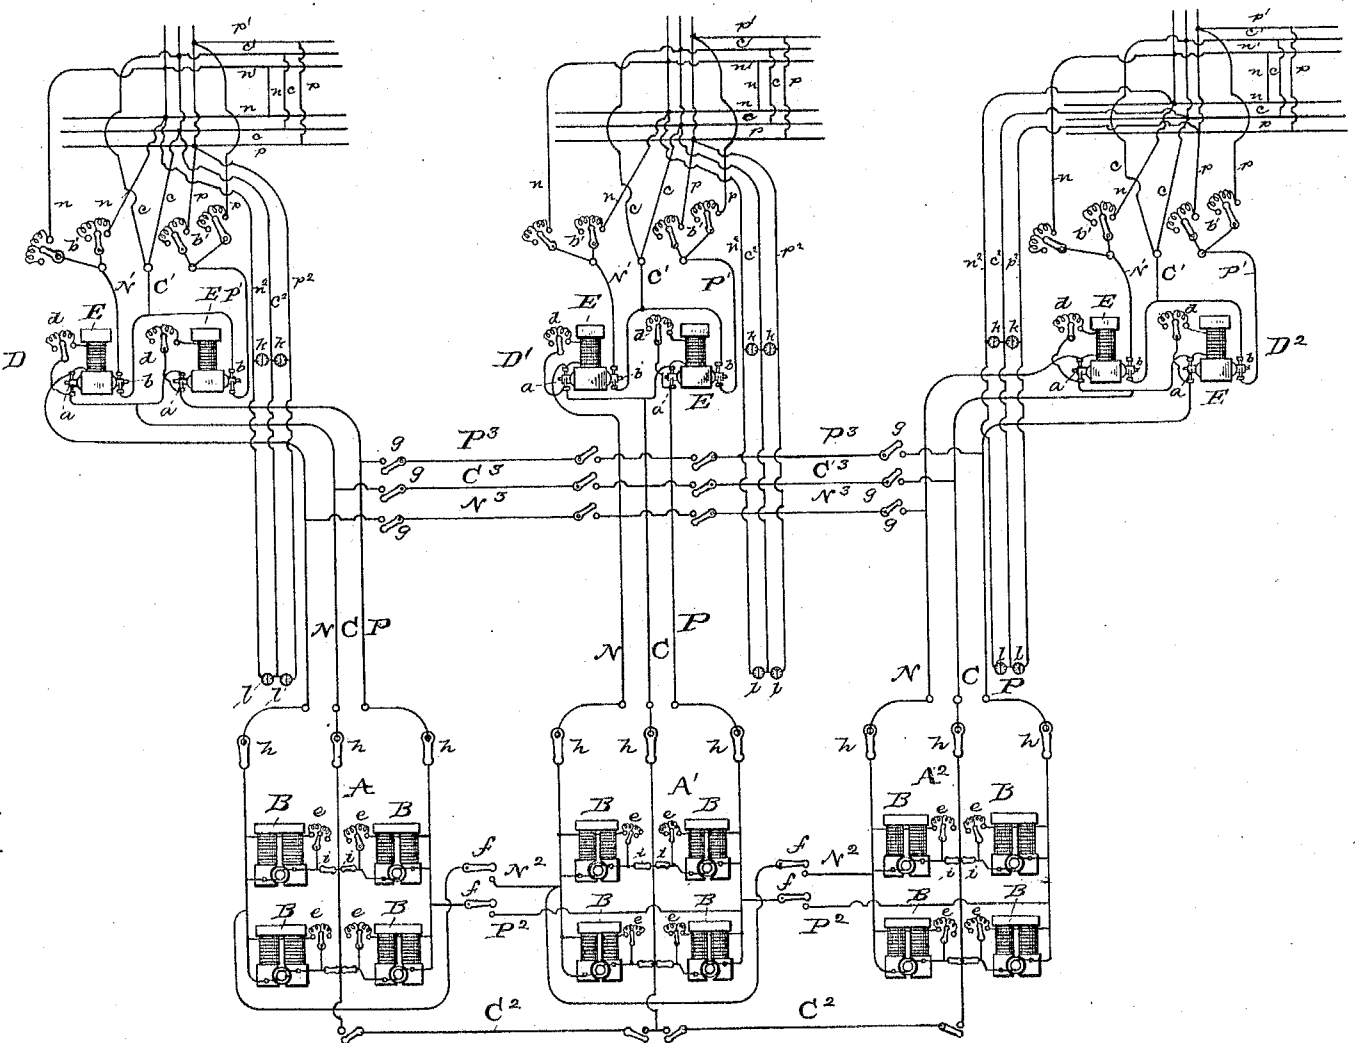 p' p' p'
c' c' c'
n' n' n'
n c p n c p n c p
n n n
c c c
p p p
n n c c p p n n c c p p n n c c p p
b' b' b' b' b' b'
N' C' P' N' C' P' N' C' P'
n² c² p² n² c² p² n² c² p²
d E d E d E d E d E d E
D k k D' k k k k D²
a b a b a b a b a b a b
g P³ P³ g
g C³ C³ g
g N³ N³ g
N C P N C P N C P
l l l l l l
h h h h h h h h h
A A' A²
B e e B B e e B B e e B
i i i i i i
f N² f N²
f P² f P²
B e e B B e e B B e e B
C² C²